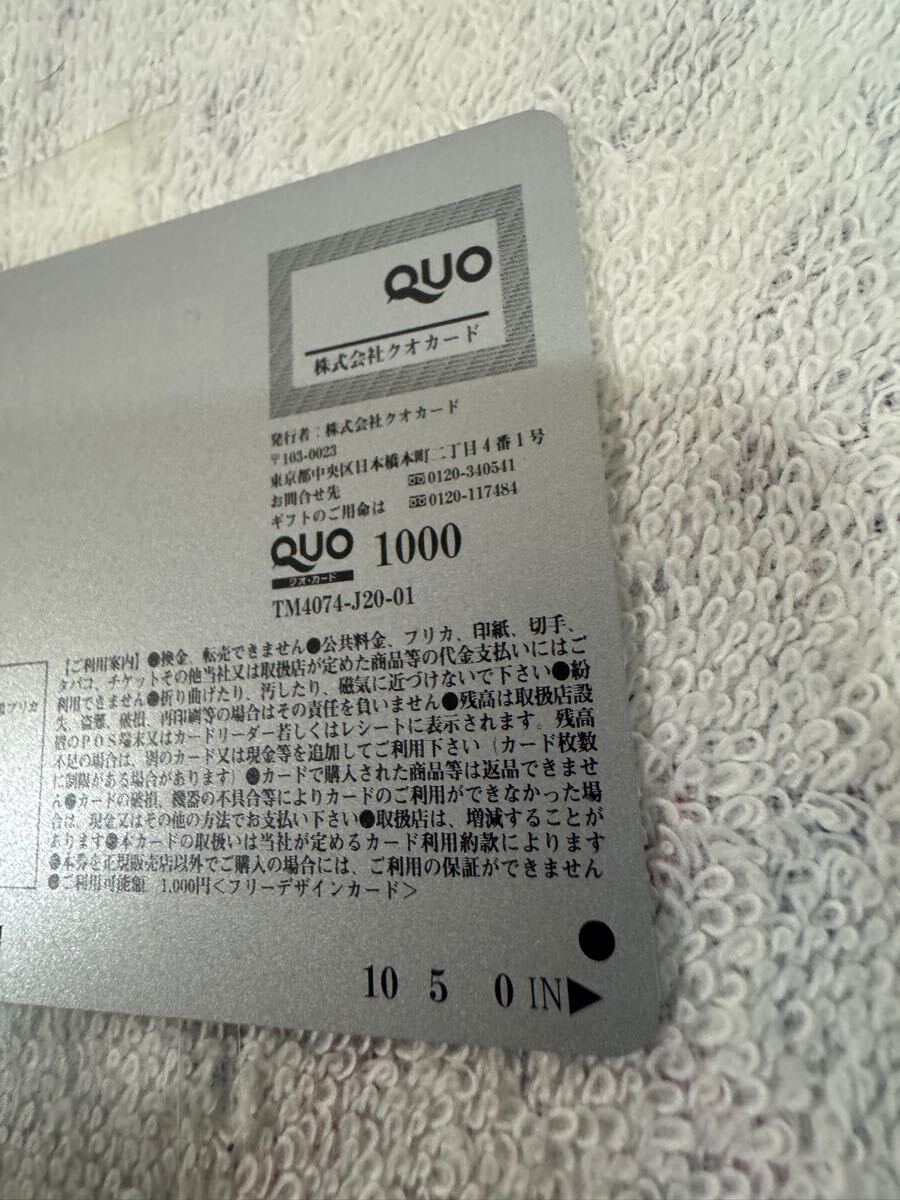 QUO
株式会社クオカード
発行者：株式会社クオカード
〒103-0023
東京都中央区日本橋本町二丁目4番1号
お問合せ先 0120-340541
ギフトのご用命は 0120-117484
QUO 1000
クオ・カード
TM4074-J20-01
【ご利用案内】●換金、転売できません●公共料金、プリカ、印紙、切手、
タバコ、チケットその他当社又は取扱店が定めた商品等の代金支払いにはご
利用できません●折り曲げたり、汚したり、磁気に近づけないで下さい●紛
失、盗難、破損、再印刷等の場合はその責任を負いません●残高は取扱店設
置のPOS端末又はカードリーダー若しくはレシートに表示されます。残高
不足の場合は、別のカード又は現金等を追加してご利用下さい（カード枚数
に制限がある場合があります）●カードで購入された商品等は返品できませ
ん●カードの破損、機器の不具合等によりカードのご利用ができなかった場
合は、現金又はその他の方法でお支払い下さい●取扱店は、増減することが
あります●本カードの取扱いは当社が定めるカード利用約款によります
●本券を正規販売店以外でご購入の場合には、ご利用の保証ができません
●ご利用可能額 1,000円＜フリーデザインカード＞
プリカ
10 5 0 IN▶